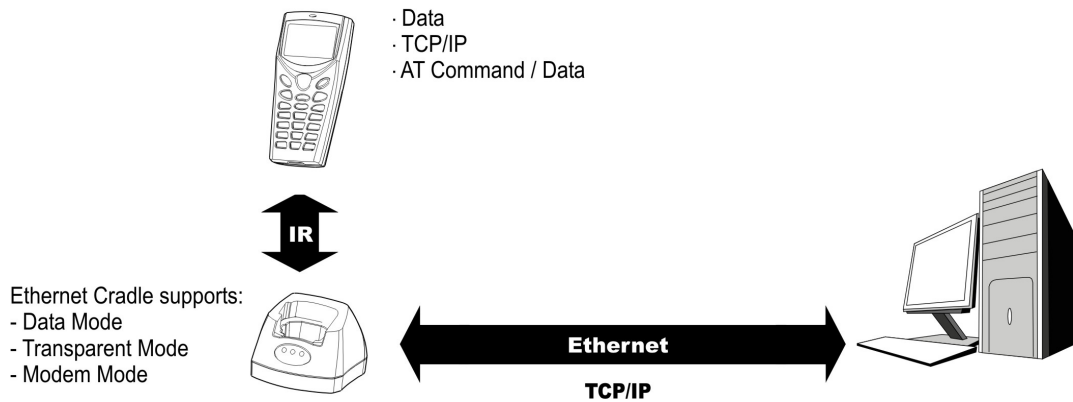 · Data
· TCP/IP
· AT Command / Data
IR
Ethernet Cradle supports:
- Data Mode
- Transparent Mode
- Modem Mode
Ethernet
TCP/IP